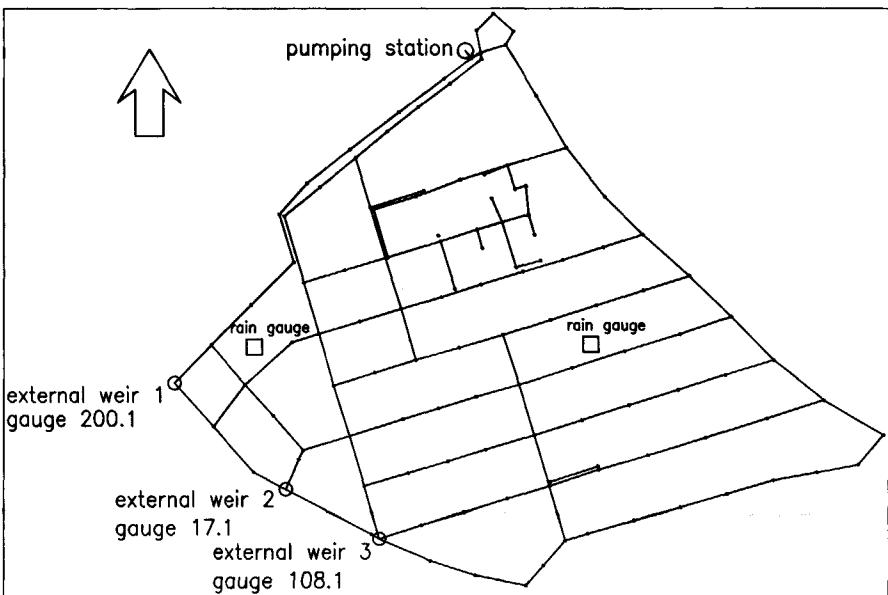 pumping station
rain gauge
rain gauge
external weir 1
gauge 200.1
external weir 2
gauge 17.1
external weir 3
gauge 108.1